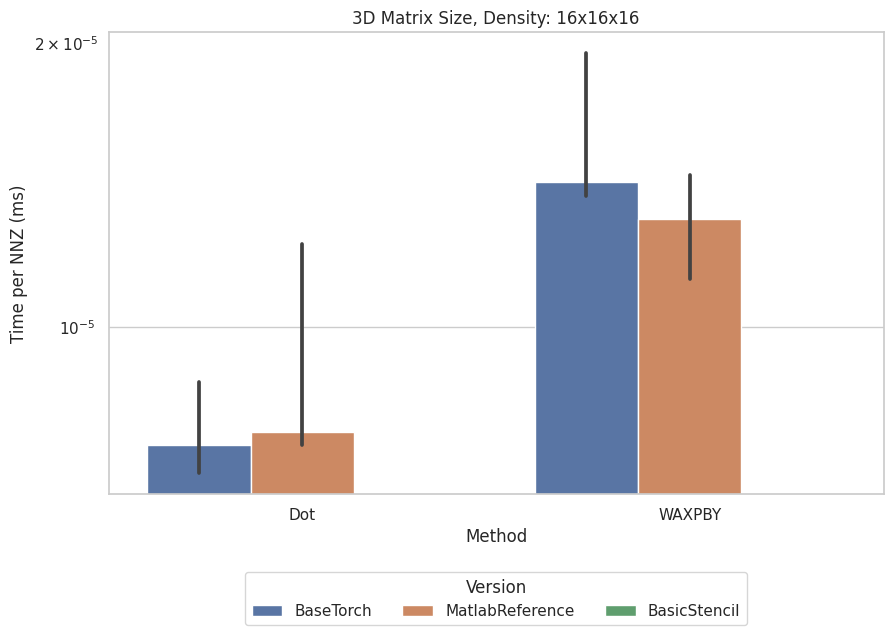 3D Matrix Size, Density: 16x16x16
2 × 10⁻⁵
10⁻⁵
Time per NNZ (ms)
Dot
WAXPBY
Method
Version
BaseTorch
MatlabReference
BasicStencil